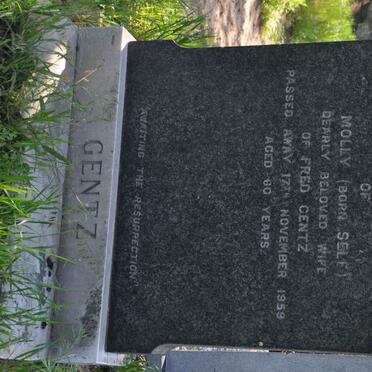 OF
MOLLY (BORN SELF)
DEARLY BELOVED WIFE
OF FRED GENTZ
PASSED AWAY 17TH NOVEMBER 1959
AGED 60 YEARS
AWAITING THE RESURRECTION
GENTZ